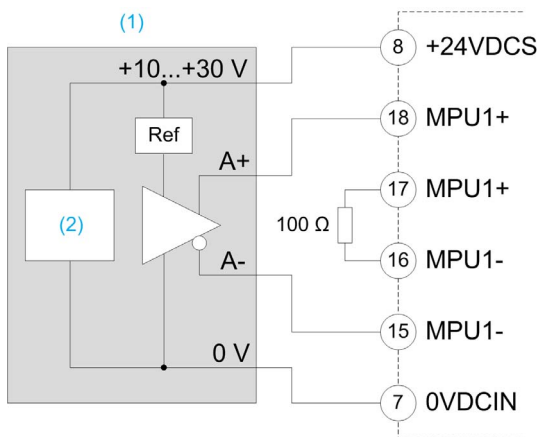 (1)
8 +24VDCS
+10...+30 V
18 MPU1+
Ref
A+
17 MPU1+
(2)
100 Ω
A-
16 MPU1-
15 MPU1-
0 V
7 0VDCIN